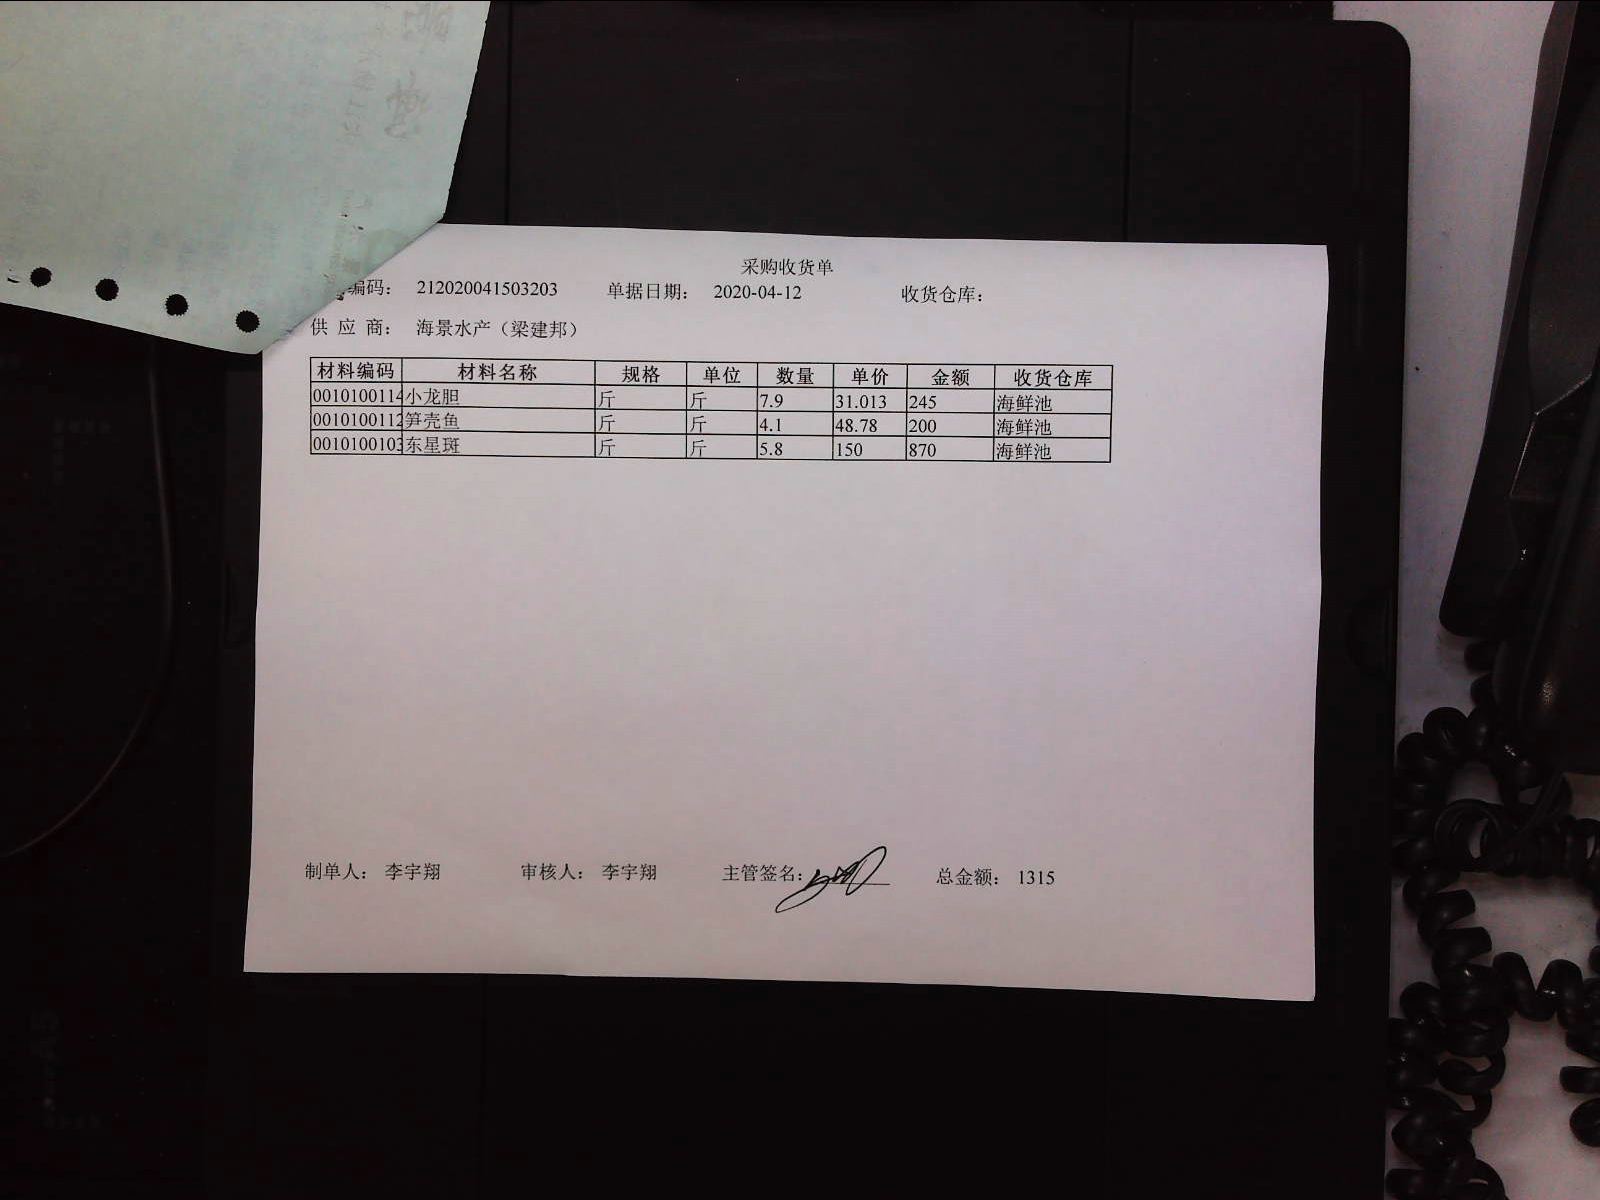 采购收货单
编码： 212020041503203 单据日期： 2020-04-12 收货仓库：
供 应 商： 海景水产（梁建邦）
材料编码 材料名称 规格 单位 数量 单价 金额 收货仓库
0010100114 小龙胆 斤 斤 7.9 31.013 245 海鲜池
0010100112 笋壳鱼 斤 斤 4.1 48.78 200 海鲜池
0010100103 东星斑 斤 斤 5.8 150 870 海鲜池
制单人： 李宇翔 审核人： 李宇翔 主管签名： 总金额： 1315